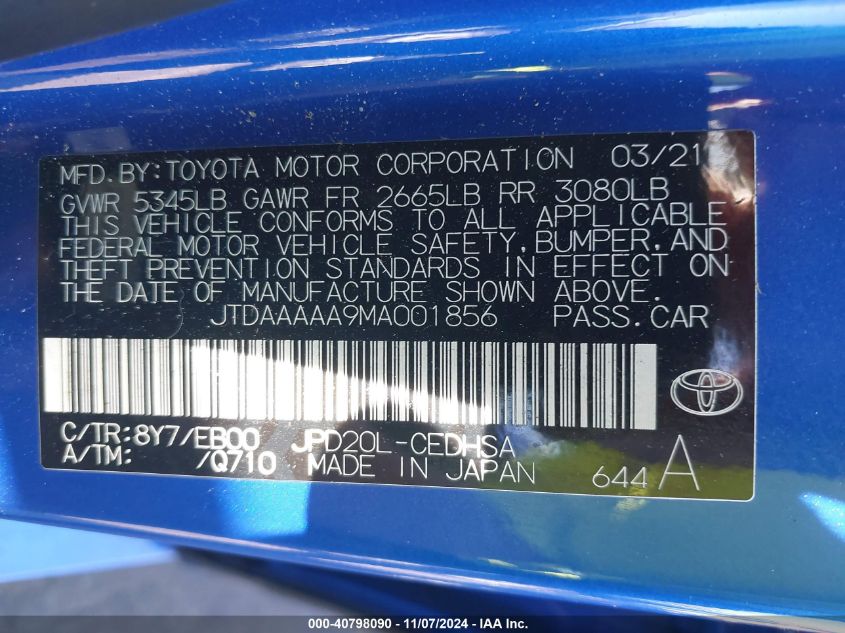 MFD. BY: TOYOTA MOTOR CORPORATION 03/21
GVWR 5345LB GAWR FR 2665LB RR 3080LB
THIS VEHICLE CONFORMS TO ALL APPLICABLE
FEDERAL MOTOR VEHICLE SAFETY, BUMPER, AND
THEFT PREVENTION STANDARDS IN EFFECT ON
THE DATE OF MANUFACTURE SHOWN ABOVE.
JTDAAAAA9MA001856 PASS. CAR
C/TR: 8Y7/EB00 JPD20L-CEDHSA
A/TM: /Q710 MADE IN JAPAN 644 A
000-40798090 - 11/07/2024 - IAA Inc.